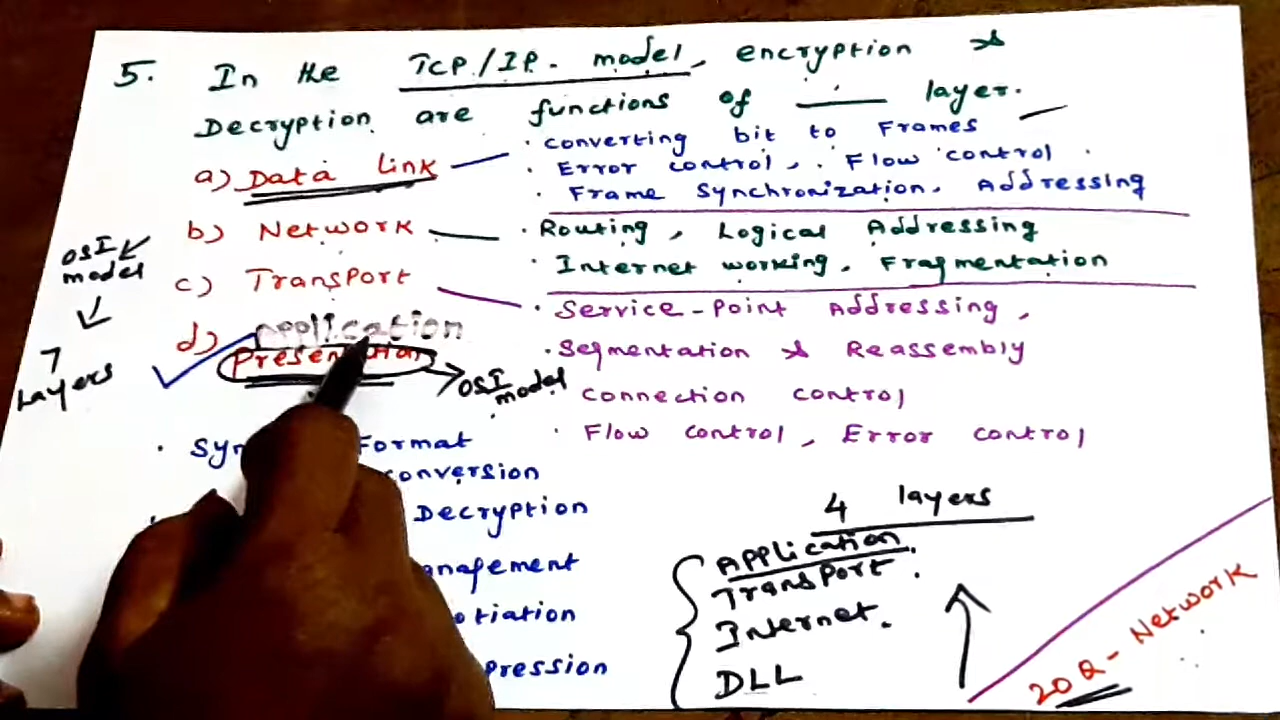 5. In the TCP/IP. model, encryption &
Decryption are functions of ____ layer.
a) Data Link
· converting bit to Frames
· Error control, · Flow control.
· Frame Synchronization, Addressing
b) Network
· Routing, Logical Addressing
· Internet working, Fragmentation
OSI model
7 Layers
c) Transport
· Service-point Addressing,
· Segmentation & Reassembly
connection control
· Flow control, Error control
d) Application
OSI model
Format
conversion
Decryption
4 layers
Application.
Transport.
Internet.
DLL
20Q - Network